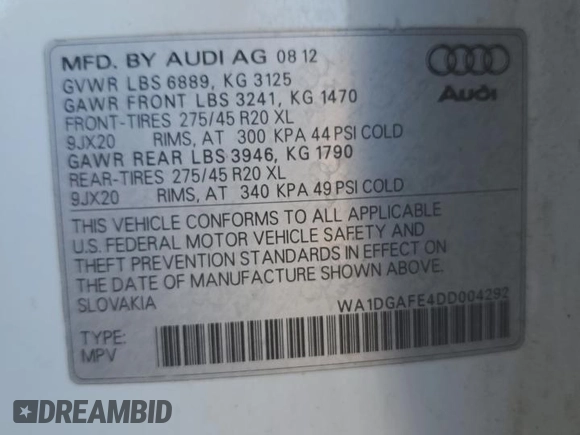 MFD. BY AUDI AG 08 12
GVWR LBS 6889, KG 3125
GAWR FRONT LBS 3241, KG 1470
FRONT-TIRES 275/45 R20 XL
9JX20 RIMS, AT 300 KPA 44 PSI COLD
GAWR REAR LBS 3946, KG 1790
REAR-TIRES 275/45 R20 XL
9JX20 RIMS, AT 340 KPA 49 PSI COLD
Audi
THIS VEHICLE CONFORMS TO ALL APPLICABLE
U.S. FEDERAL MOTOR VEHICLE SAFETY AND
THEFT PREVENTION STANDARDS IN EFFECT ON
THE DATE OF MANUFACTURE SHOWN ABOVE.
SLOVAKIA
WA1DGAFE4DD004292
TYPE:
MPV
DREAMBID